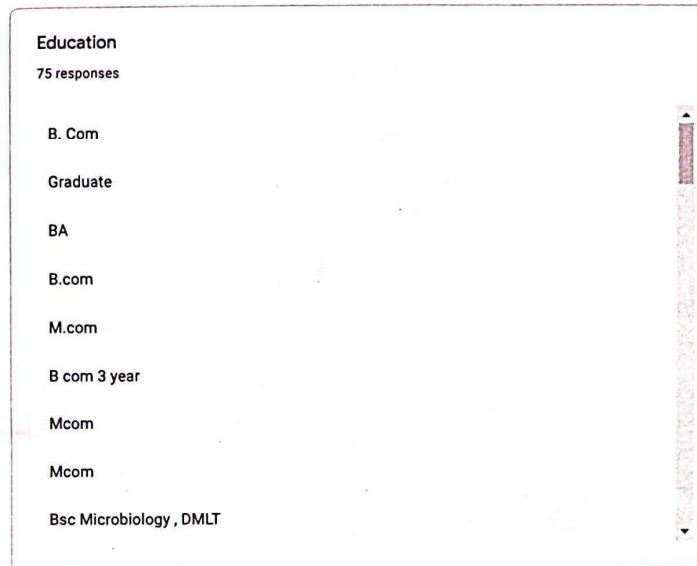 Education
75 responses
B. Com
Graduate
BA
B.com
M.com
B com 3 year
Mcom
Mcom
Bsc Microbiology , DMLT